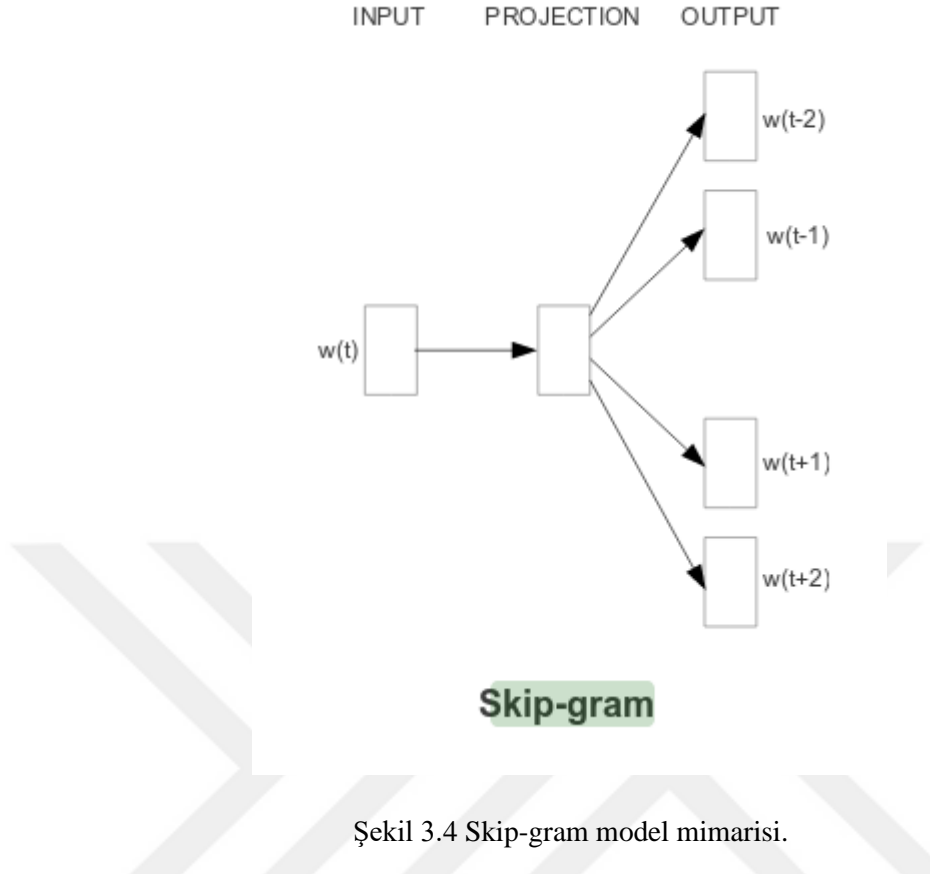 INPUT PROJECTION OUTPUT
w(t-2)
w(t-1)
w(t)
w(t+1)
w(t+2)
Skip-gram
Şekil 3.4 Skip-gram model mimarisi.